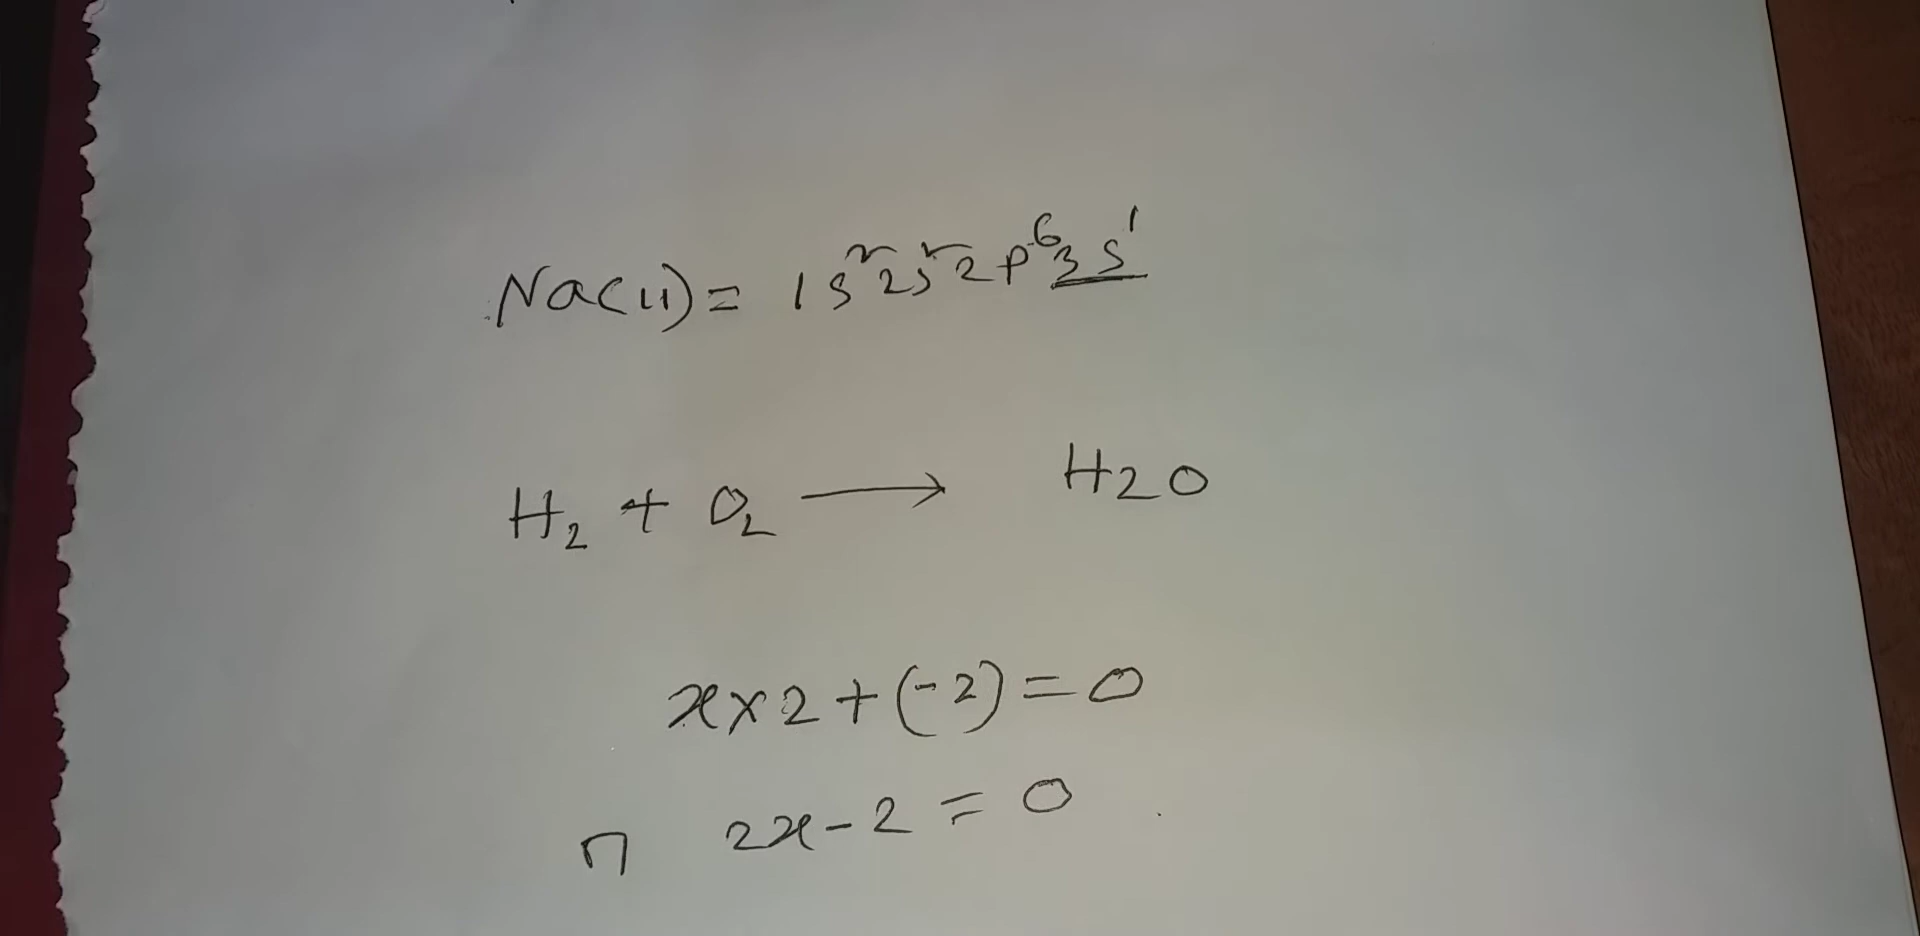 Na(11) = 1s²2s²2p⁶3s¹
H₂ + O₂ ⟶ H2O
x×2+(-2)=0
2x-2=0